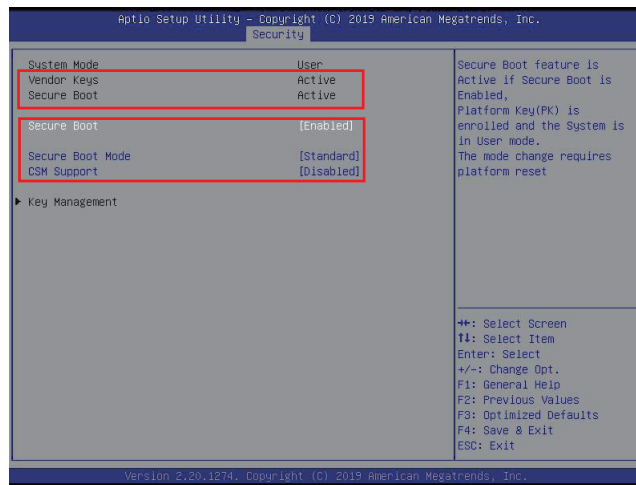 Aptio Setup Utility – Copyright (C) 2019 American Megatrends, Inc.
Security
System Mode User
Vendor Keys Active
Secure Boot Active
Secure Boot [Enabled]
Secure Boot Mode [Standard]
CSM Support [Disabled]
Key Management
Secure Boot feature is
Active if Secure Boot is
Enabled,
Platform Key(PK) is
enrolled and the System is
in User mode.
The mode change requires
platform reset
→←: Select Screen
↑↓: Select Item
Enter: Select
+/-: Change Opt.
F1: General Help
F2: Previous Values
F3: Optimized Defaults
F4: Save & Exit
ESC: Exit
Version 2.20.1274. Copyright (C) 2019 American Megatrends, Inc.